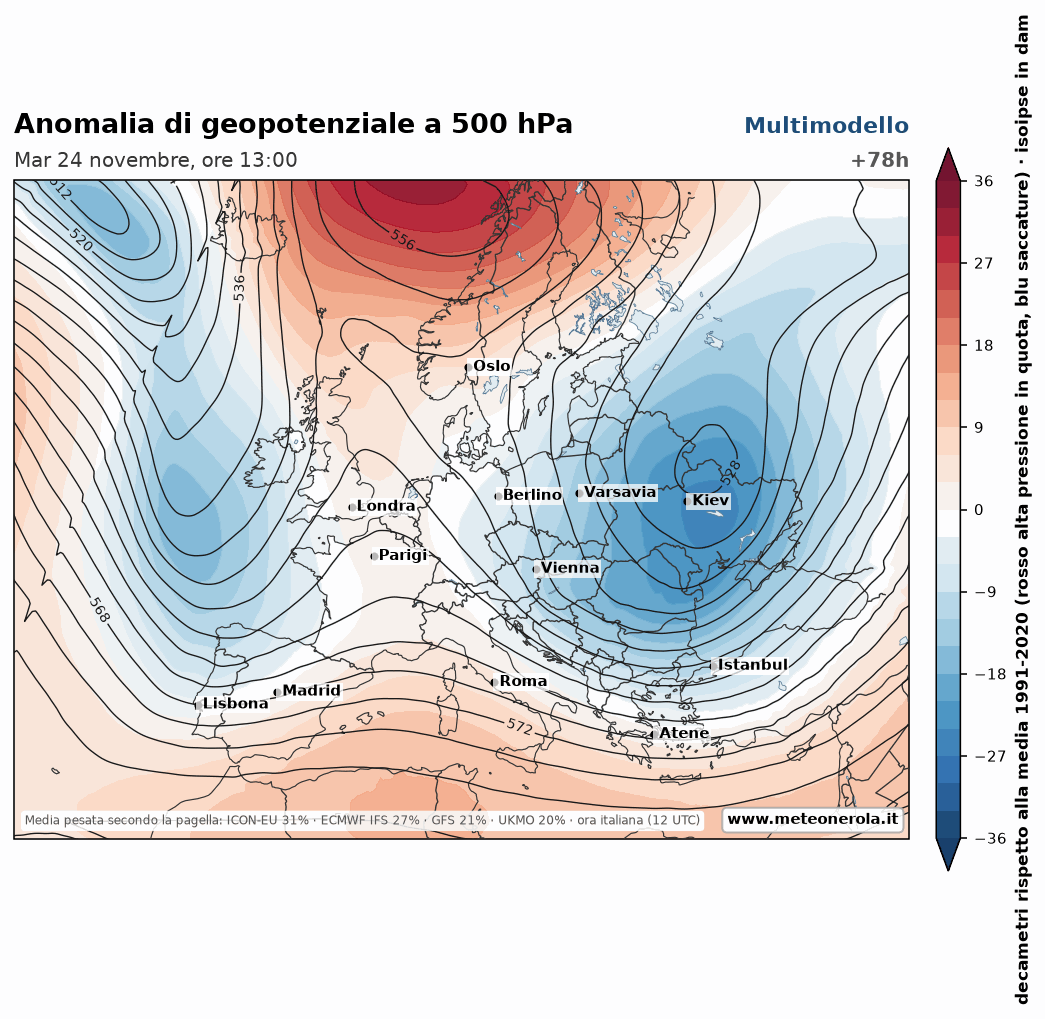 Anomalia di geopotenziale a 500 hPa
Multimodello
Mar 24 novembre, ore 13:00
+78h
512
520
536
556
528
568
572
Oslo
Berlino
Varsavia
Kiev
Londra
Parigi
Vienna
Istanbul
Roma
Madrid
Lisbona
Atene
Media pesata secondo la pagella: ICON-EU 31% · ECMWF IFS 27% · GFS 21% · UKMO 20% · ora italiana (12 UTC)
www.meteonerola.it
36
27
18
9
0
−9
−18
−27
−36
decametri rispetto alla media 1991-2020 (rosso alta pressione in quota, blu saccature) · isoipse in dam